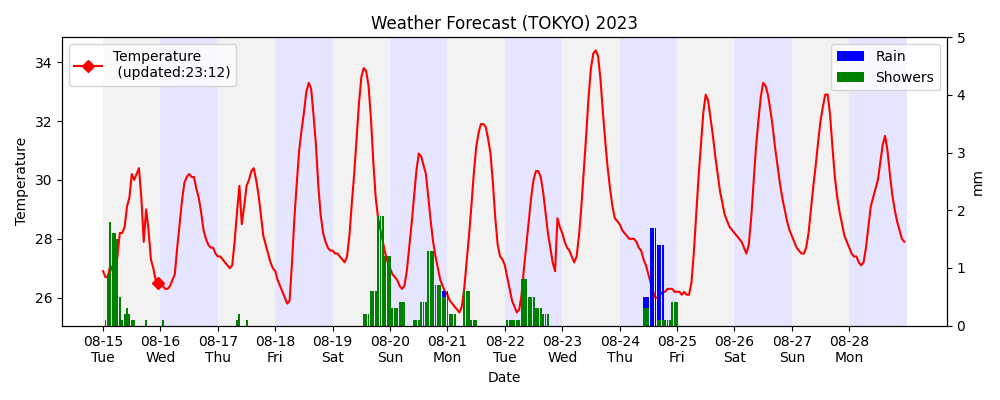 Weather Forecast (TOKYO) 2023
Temperature
(updated:23:12)
Rain
Showers
34
32
30
28
26
Temperature
5
4
3
2
1
0
mm
08-15 08-16 08-17 08-18 08-19 08-20 08-21 08-22 08-23 08-24 08-25 08-26 08-27 08-28
Tue Wed Thu Fri Sat Sun Mon Tue Wed Thu Fri Sat Sun Mon
Date